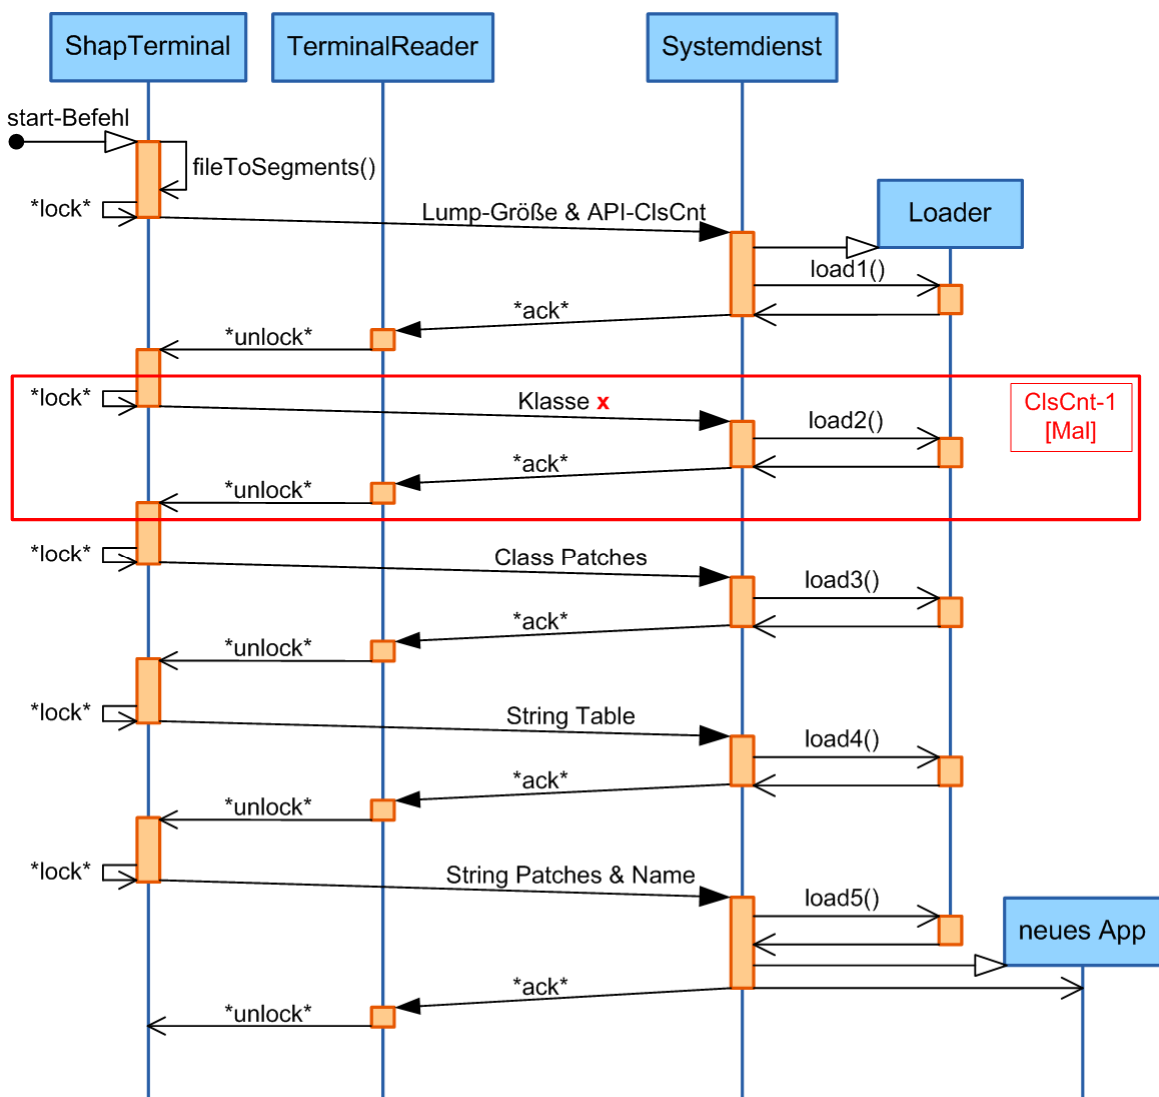 ShapTerminal
TerminalReader
Systemdienst
start-Befehl
fileToSegments()
*lock*
Lump-Größe & API-ClsCnt
Loader
load1()
*ack*
*unlock*
*lock*
Klasse x
ClsCnt-1
[Mal]
load2()
*ack*
*unlock*
*lock*
Class Patches
load3()
*ack*
*unlock*
*lock*
String Table
load4()
*ack*
*unlock*
*lock*
String Patches & Name
load5()
neues App
*ack*
*unlock*